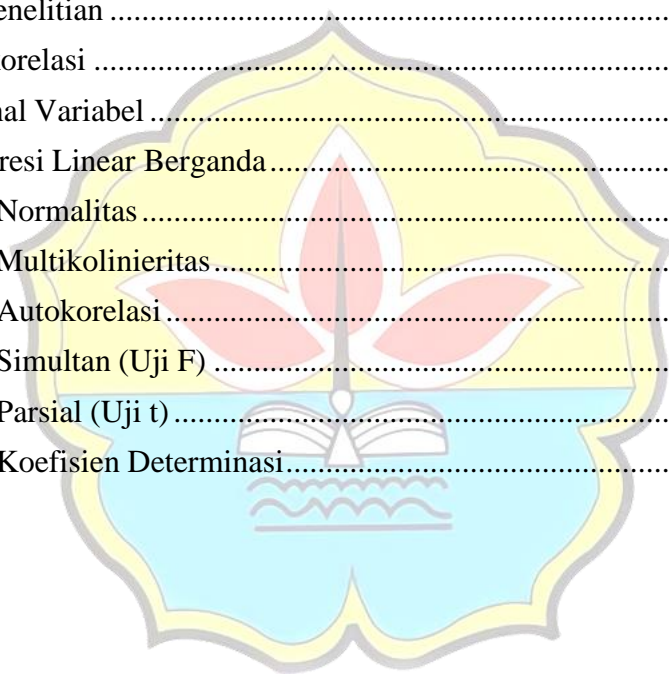 enelitian ........................................................................
orelasi ...........................................................................
nal Variabel ....................................................................
resi Linear Berganda ......................................................
Normalitas .......................................................................
Multikolinieritas ...............................................................
Autokorelasi .....................................................................
Simultan (Uji F) ...............................................................
Parsial (Uji t) ....................................................................
Koefisien Determinasi ......................................................